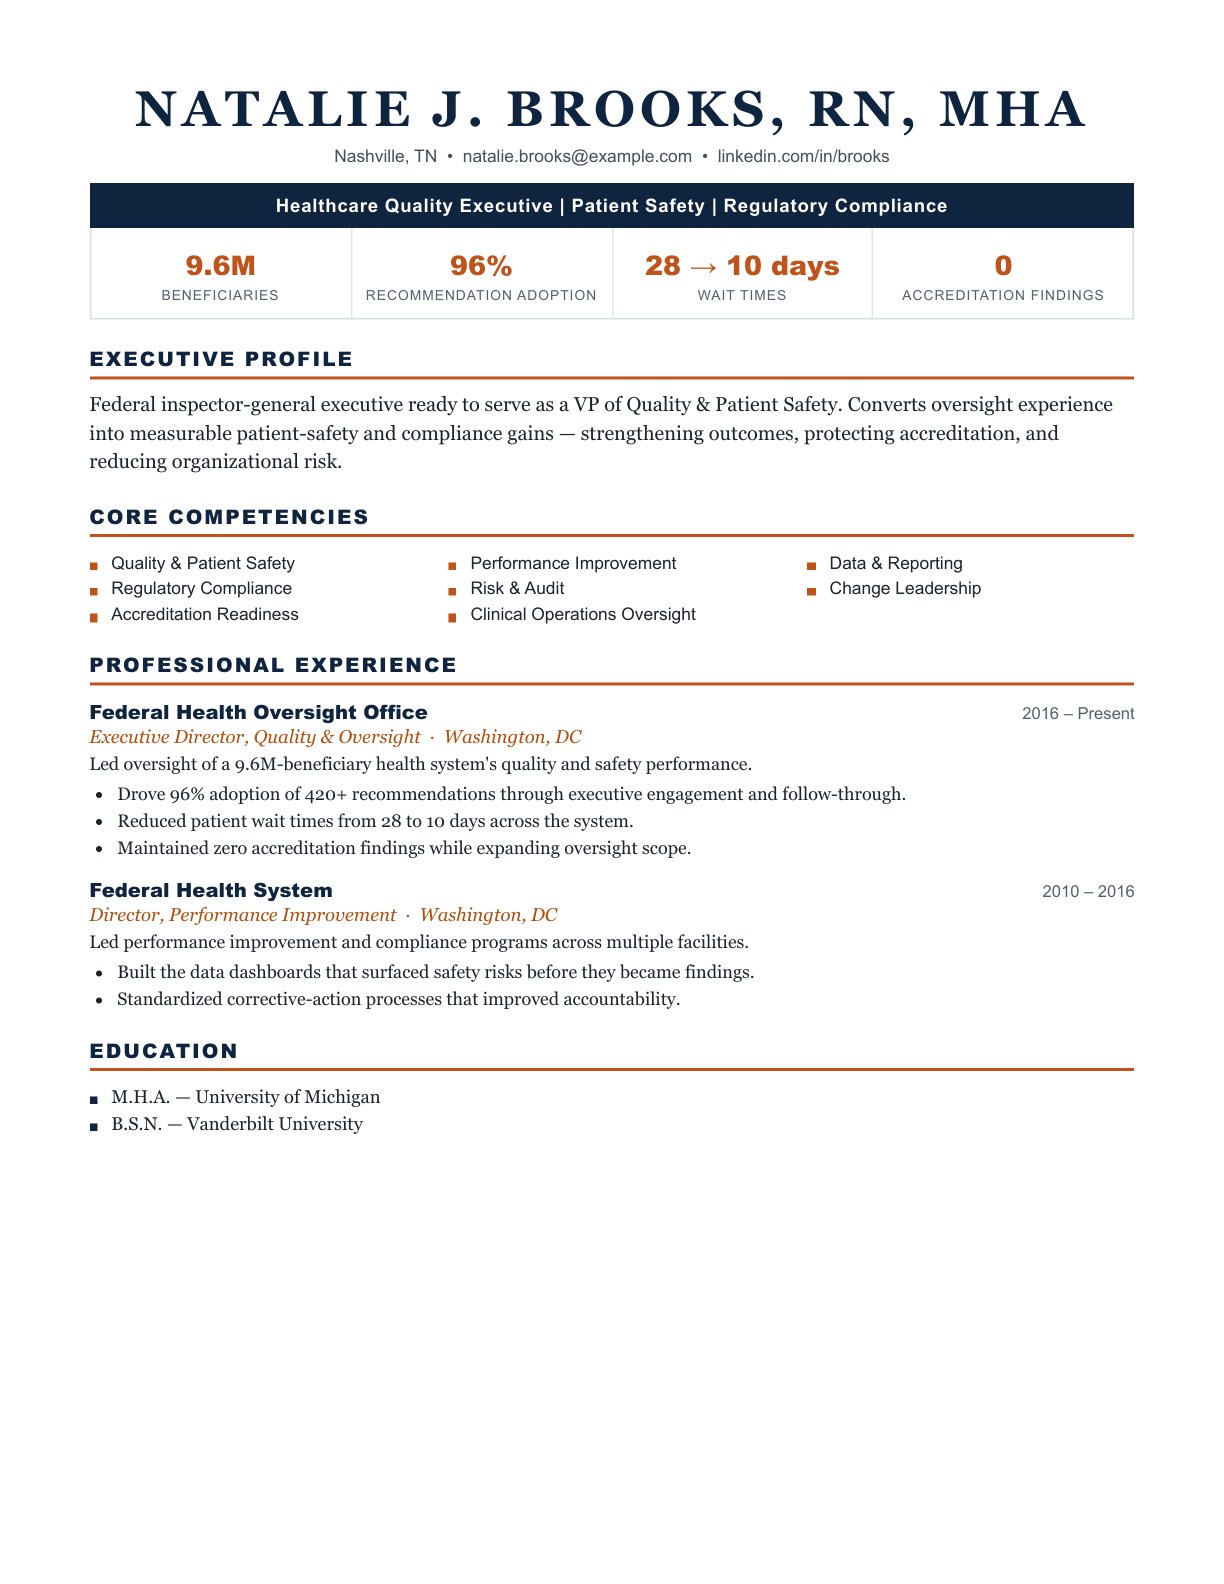 NATALIE J. BROOKS, RN, MHA
Nashville, TN • natalie.brooks@example.com • linkedin.com/in/brooks
Healthcare Quality Executive | Patient Safety | Regulatory Compliance
9.6M
BENEFICIARIES
96%
RECOMMENDATION ADOPTION
28 → 10 days
WAIT TIMES
0
ACCREDITATION FINDINGS
EXECUTIVE PROFILE
Federal inspector-general executive ready to serve as a VP of Quality & Patient Safety. Converts oversight experience
into measurable patient-safety and compliance gains — strengthening outcomes, protecting accreditation, and
reducing organizational risk.
CORE COMPETENCIES
▪ Quality & Patient Safety
▪ Regulatory Compliance
▪ Accreditation Readiness
▪ Performance Improvement
▪ Risk & Audit
▪ Clinical Operations Oversight
▪ Data & Reporting
▪ Change Leadership
PROFESSIONAL EXPERIENCE
Federal Health Oversight Office 2016 – Present
Executive Director, Quality & Oversight · Washington, DC
Led oversight of a 9.6M-beneficiary health system's quality and safety performance.
• Drove 96% adoption of 420+ recommendations through executive engagement and follow-through.
• Reduced patient wait times from 28 to 10 days across the system.
• Maintained zero accreditation findings while expanding oversight scope.
Federal Health System 2010 – 2016
Director, Performance Improvement · Washington, DC
Led performance improvement and compliance programs across multiple facilities.
• Built the data dashboards that surfaced safety risks before they became findings.
• Standardized corrective-action processes that improved accountability.
EDUCATION
▪ M.H.A. — University of Michigan
▪ B.S.N. — Vanderbilt University